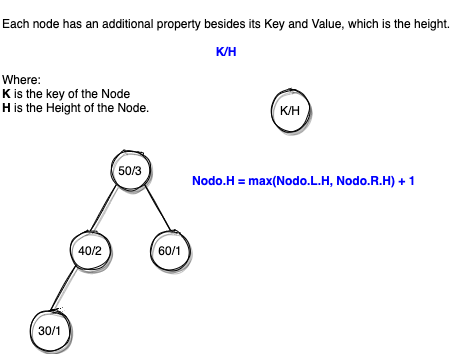 Each node has an additional property besides its Key and Value, which is the height.
K/H
Where:
K is the key of the Node
H is the Height of the Node.
K/H
50/3
Nodo.H = max(Nodo.L.H, Nodo.R.H) + 1
40/2
60/1
30/1